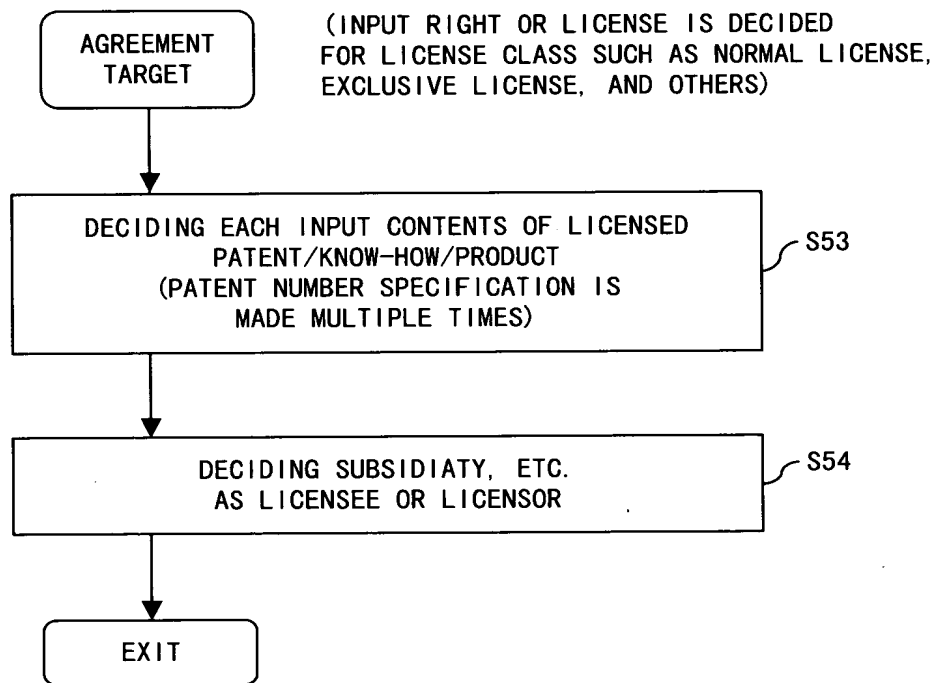 AGREEMENT
TARGET
(INPUT RIGHT OR LICENSE IS DECIDED
FOR LICENSE CLASS SUCH AS NORMAL LICENSE,
EXCLUSIVE LICENSE, AND OTHERS)
DECIDING EACH INPUT CONTENTS OF LICENSED
PATENT/KNOW-HOW/PRODUCT
(PATENT NUMBER SPECIFICATION IS
MADE MULTIPLE TIMES)
S53
DECIDING SUBSIDIATY, ETC.
AS LICENSEE OR LICENSOR
S54
EXIT